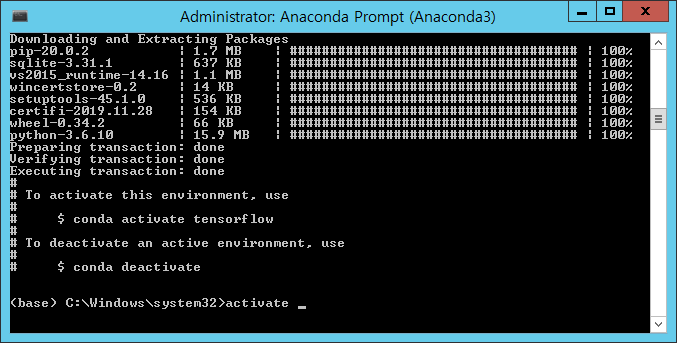 Administrator: Anaconda Prompt (Anaconda3)
Downloading and Extracting Packages
pip-20.0.2 | 1.7 MB | ##################################### | 100%
sqlite-3.31.1 | 637 KB | ##################################### | 100%
vs2015_runtime-14.16 | 1.1 MB | ##################################### | 100%
wincertstore-0.2 | 14 KB | ##################################### | 100%
setuptools-45.1.0 | 536 KB | ##################################### | 100%
certifi-2019.11.28 | 154 KB | ##################################### | 100%
wheel-0.34.2 | 66 KB | ##################################### | 100%
python-3.6.10 | 15.9 MB | ##################################### | 100%
Preparing transaction: done
Verifying transaction: done
Executing transaction: done
#
# To activate this environment, use
#
# $ conda activate tensorflow
#
# To deactivate an active environment, use
#
# $ conda deactivate
(base) C:\Windows\system32>activate _